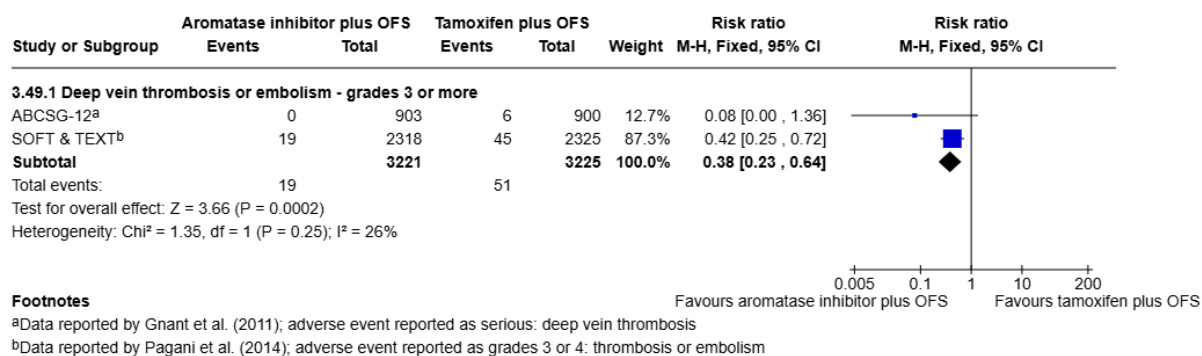 Aromatase inhibitor plus OFS Tamoxifen plus OFS Risk ratio Risk ratio
Study or Subgroup Events Total Events Total Weight M-H, Fixed, 95% CI M-H, Fixed, 95% CI
3.49.1 Deep vein thrombosis or embolism - grades 3 or more
ABCSG-12ᵃ 0 903 6 900 12.7% 0.08 [0.00 , 1.36]
SOFT & TEXTᵇ 19 2318 45 2325 87.3% 0.42 [0.25 , 0.72]
Subtotal 3221 3225 100.0% 0.38 [0.23 , 0.64]
Total events: 19 51
Test for overall effect: Z = 3.66 (P = 0.0002)
Heterogeneity: Chi² = 1.35, df = 1 (P = 0.25); I² = 26%
0.005 0.1 1 10 200
Favours aromatase inhibitor plus OFS Favours tamoxifen plus OFS
Footnotes
ᵃData reported by Gnant et al. (2011); adverse event reported as serious: deep vein thrombosis
ᵇData reported by Pagani et al. (2014); adverse event reported as grades 3 or 4: thrombosis or embolism